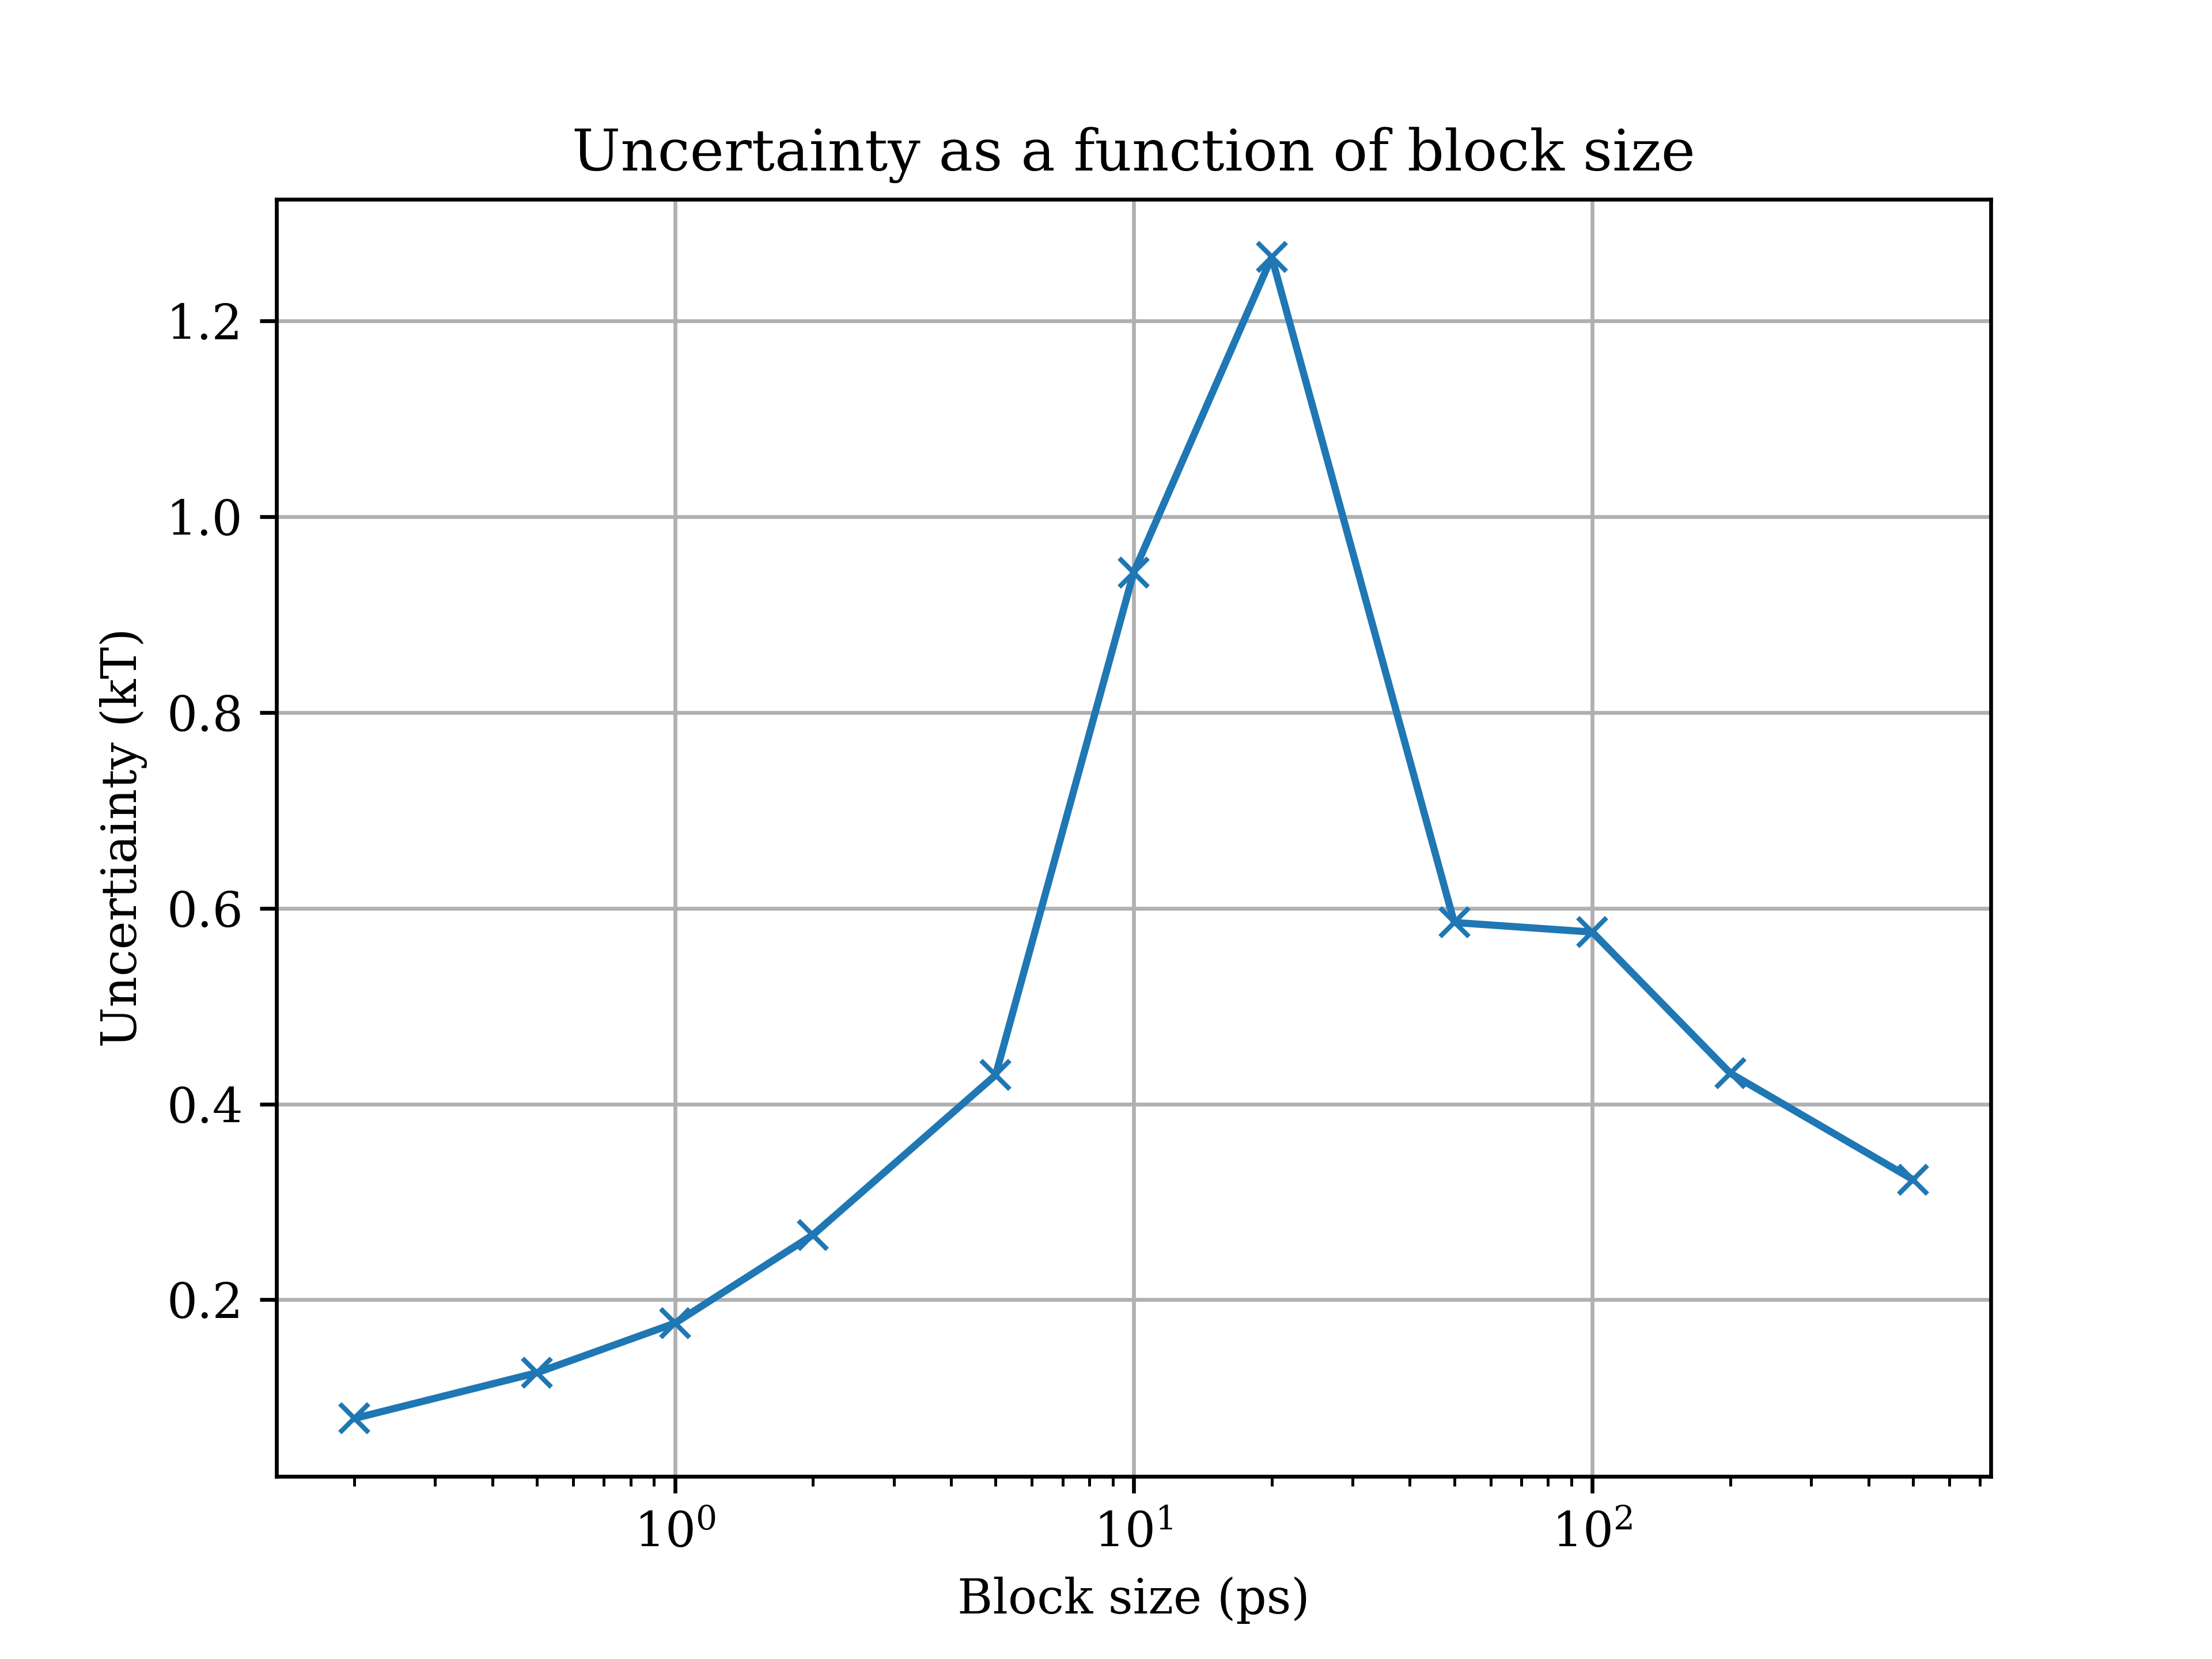 Uncertainty as a function of block size
Uncertiainty (kT)
1.2
1.0
0.8
0.6
0.4
0.2
10⁰ 10¹ 10²
Block size (ps)